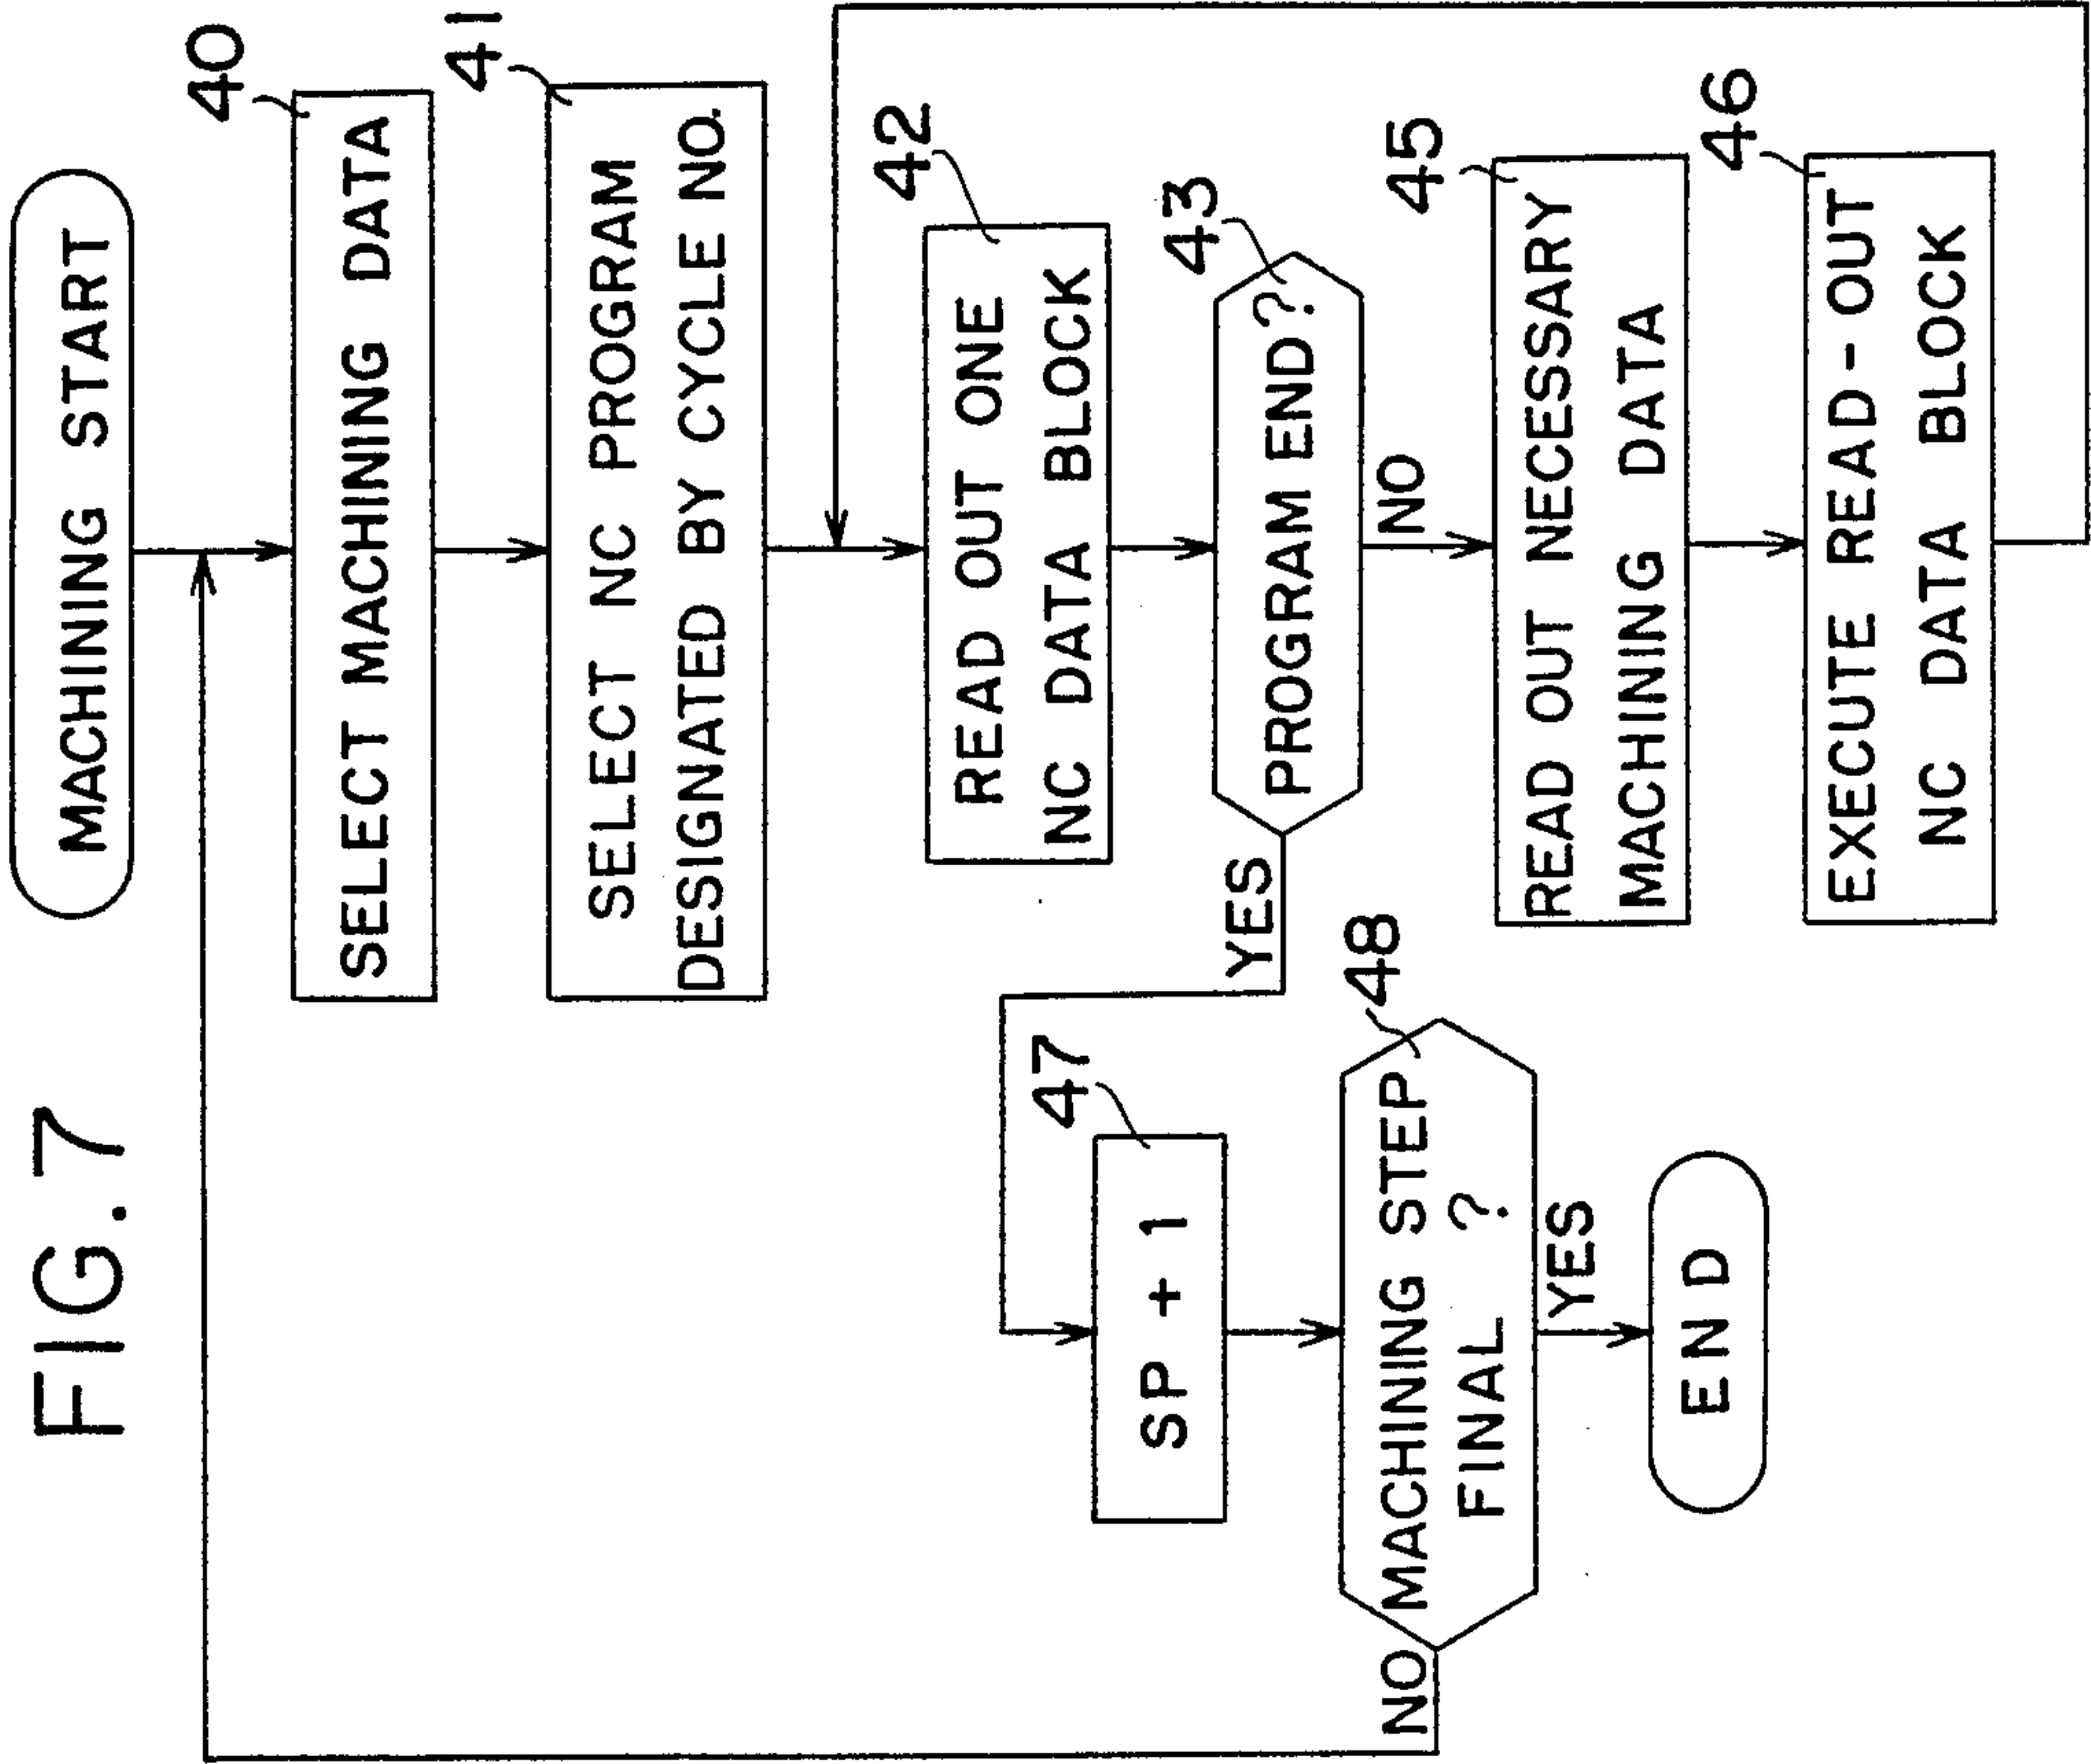 FIG.7
MACHINING START
40
SELECT MACHINING DATA
41
SELECT NC PROGRAM
DESIGNATED BY CYCLE NO.
42
READ OUT ONE
NC DATA BLOCK
43
PROGRAM END?
YES
NO
45
READ OUT NECESSARY
MACHINING DATA
46
EXECUTE READ-OUT
NC DATA BLOCK
47
SP + 1
48
MACHINING STEP
FINAL ?
NO
YES
END